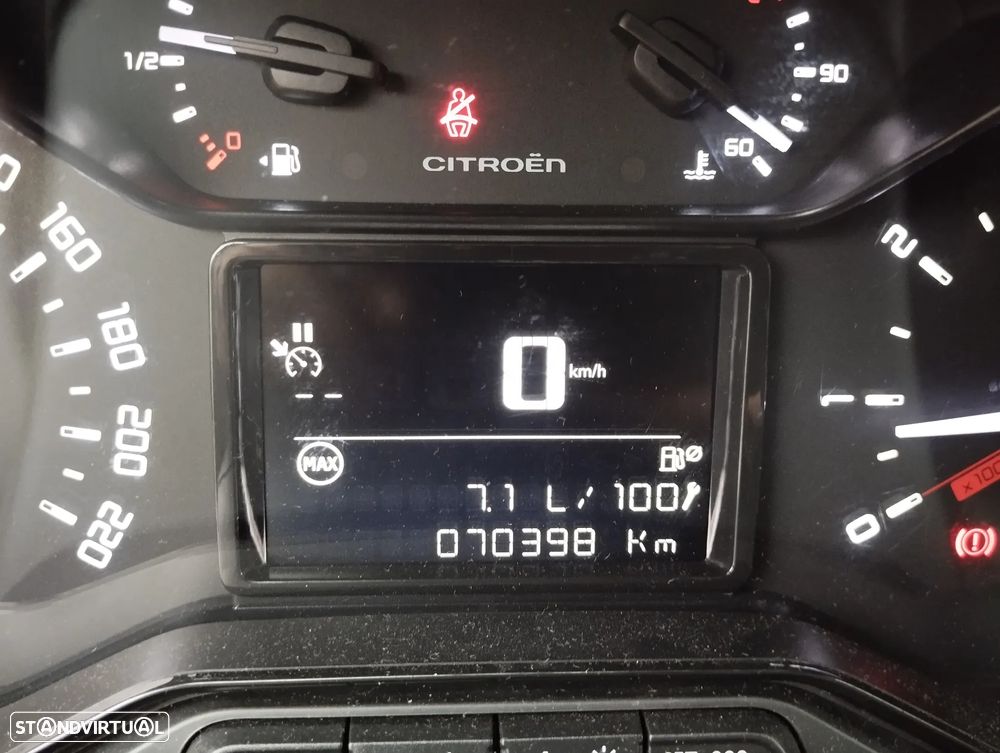 1/2
0
CITROËN
90
60
160
180
200
220
2
1
0
x100
0 km/h
-- --
MAX
7.1 L/100
070398 Km
STANDVIRTUAL